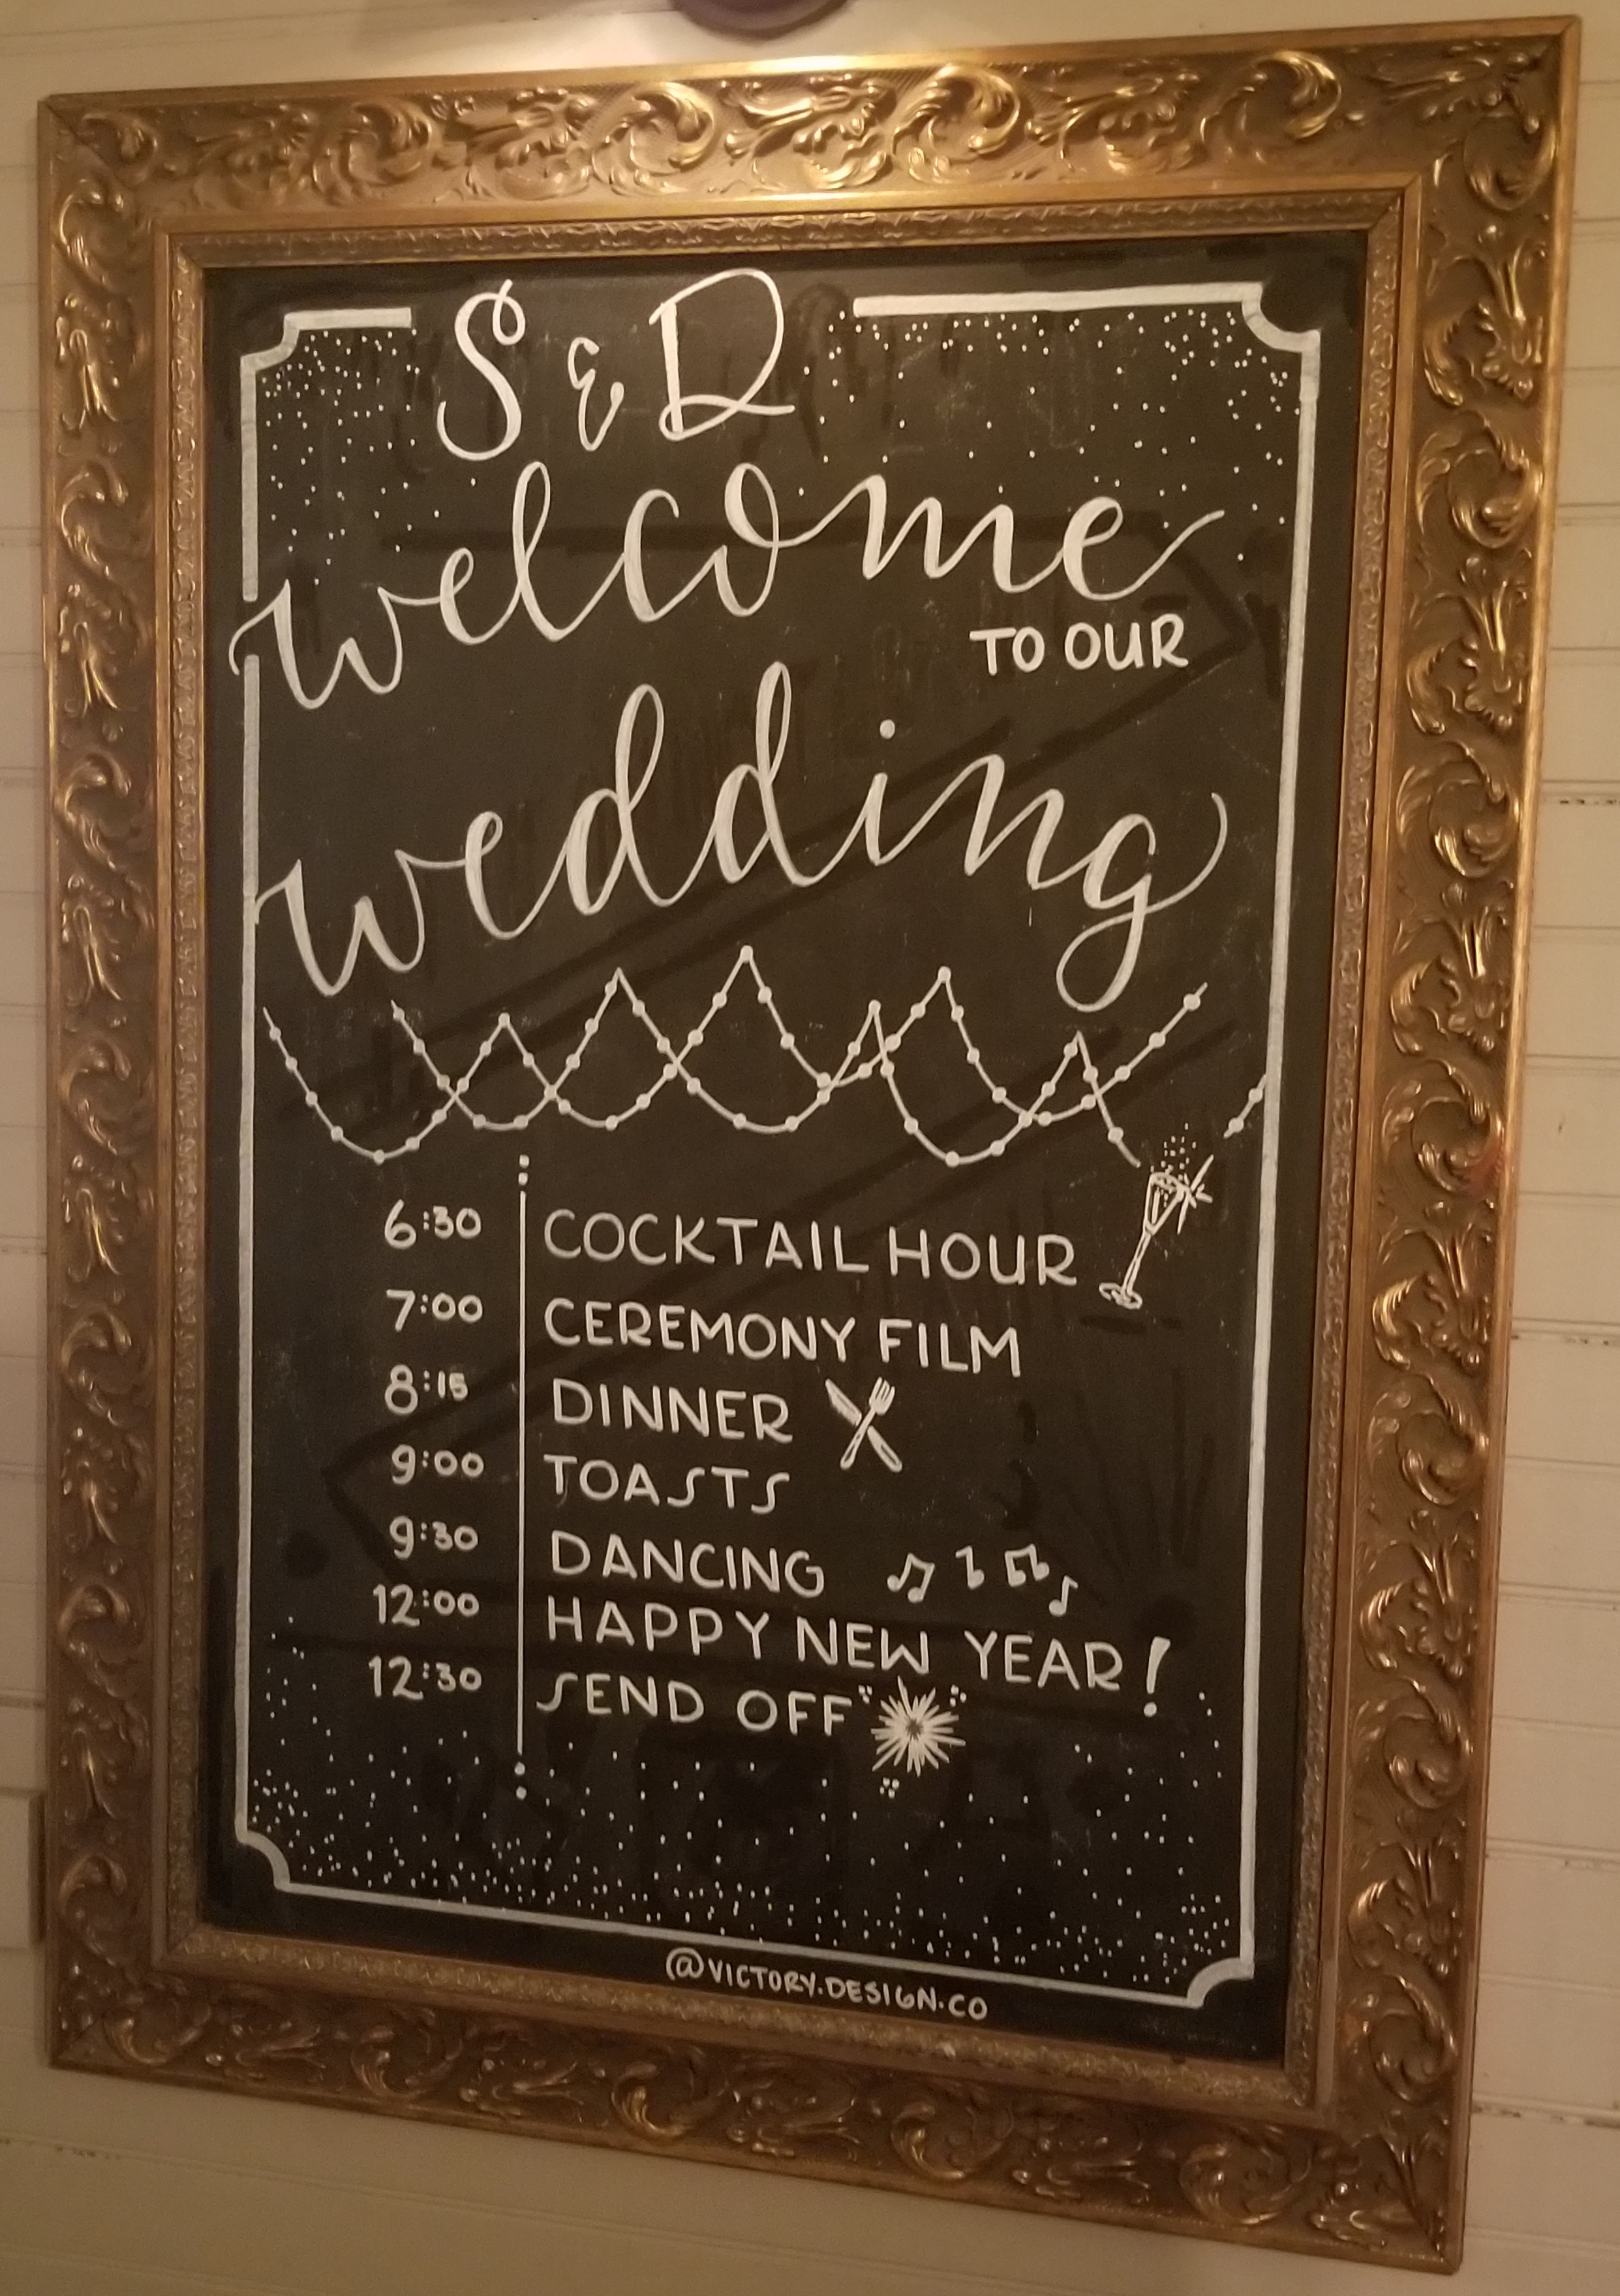 S & D
welcome
TO OUR
wedding
6:30 COCKTAIL HOUR
7:00 CEREMONY FILM
8:15 DINNER
9:00 TOASTS
9:30 DANCING
12:00 HAPPY NEW YEAR!
12:30 SEND OFF
@VICTORY.DESIGN.CO